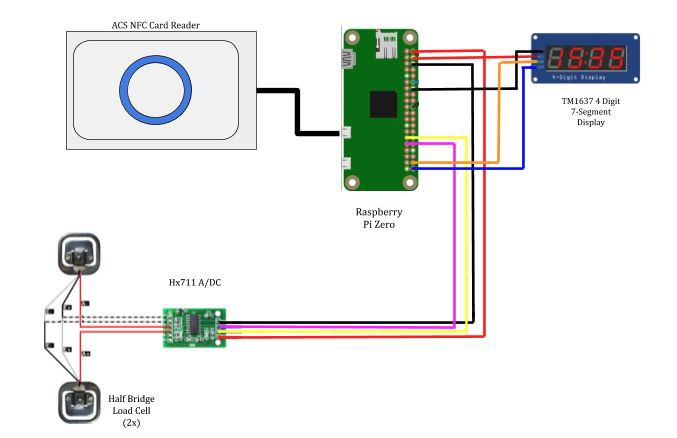 ACS NFC Card Reader
4-Digit Display
TM1637 4 Digit
7-Segment
Display
Raspberry
Pi Zero
Hx711 A/DC
Half Bridge
Load Cell
(2x)